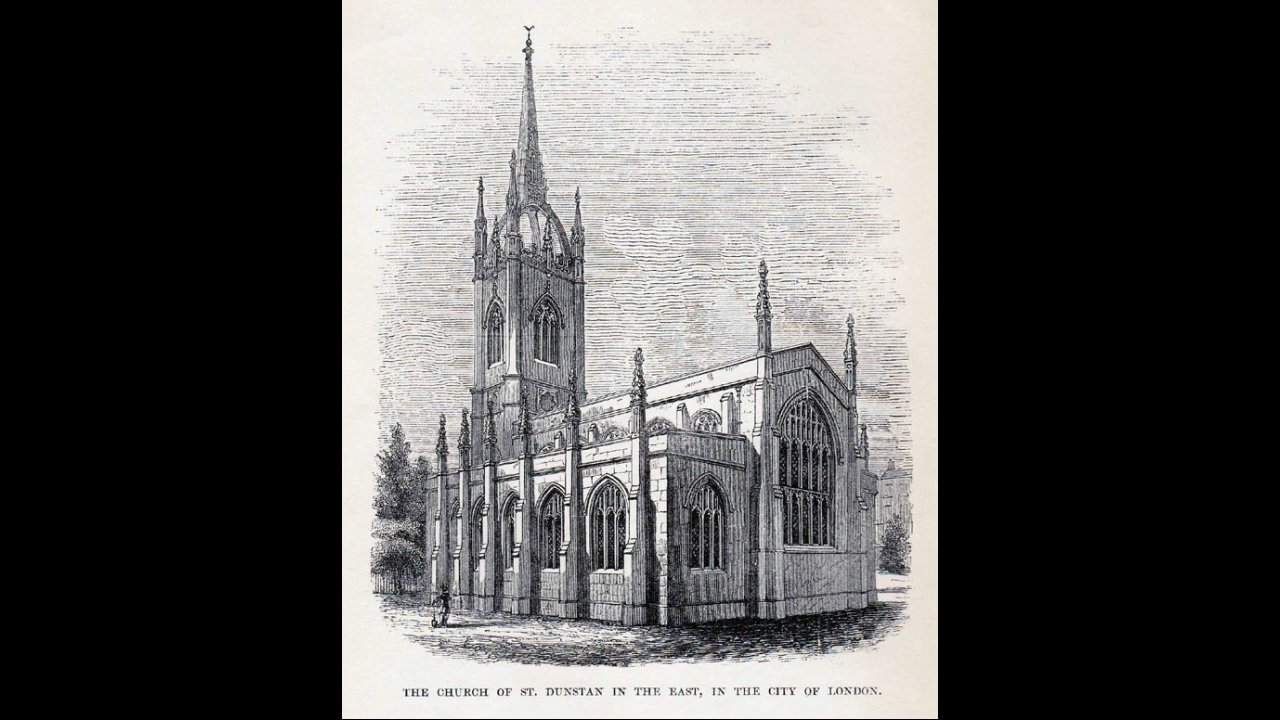 THE CHURCH OF ST. DUNSTAN IN THE EAST, IN THE CITY OF LONDON.